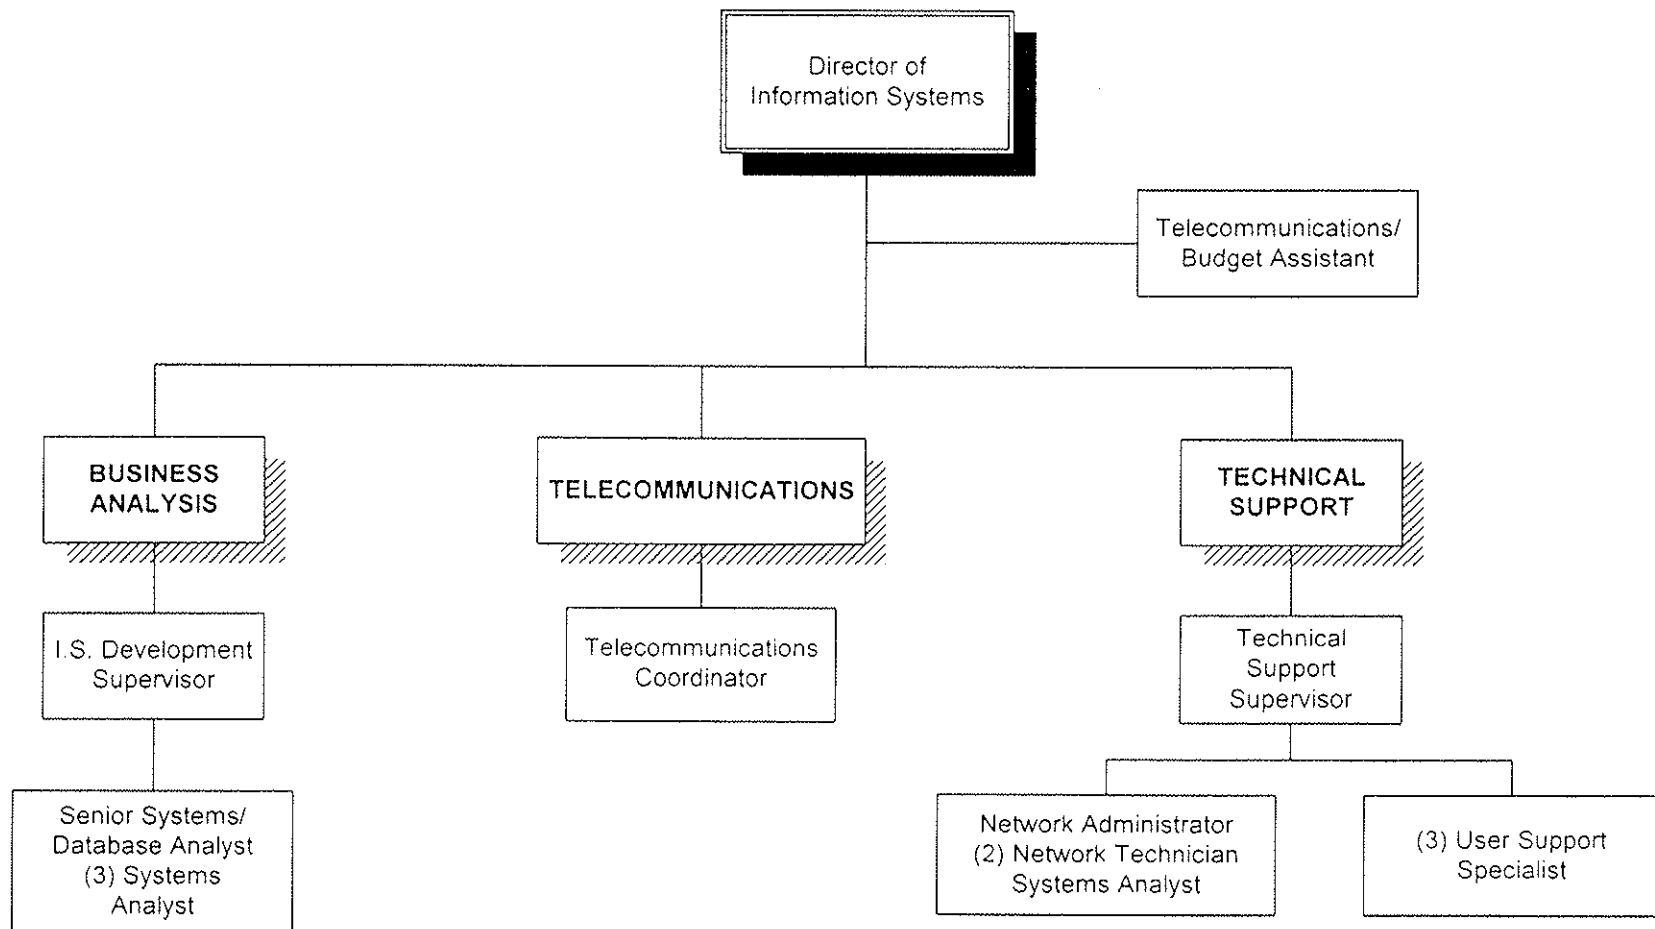 Director of
Information Systems
Telecommunications/
Budget Assistant
BUSINESS
ANALYSIS
TELECOMMUNICATIONS
TECHNICAL
SUPPORT
I.S. Development
Supervisor
Telecommunications
Coordinator
Technical
Support
Supervisor
Senior Systems/
Database Analyst
(3) Systems
Analyst
Network Administrator
(2) Network Technician
Systems Analyst
(3) User Support
Specialist